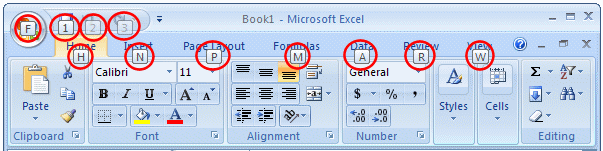 Book1 - Microsoft Excel
F 1 2 3
Home Insert Page Layout Formulas Data Review View
H N P M A R W
Calibri 11 General
B I U A A $ % ,
Paste A .0 .00 .00 .0 Styles Cells Σ
Clipboard Font Alignment Number Editing